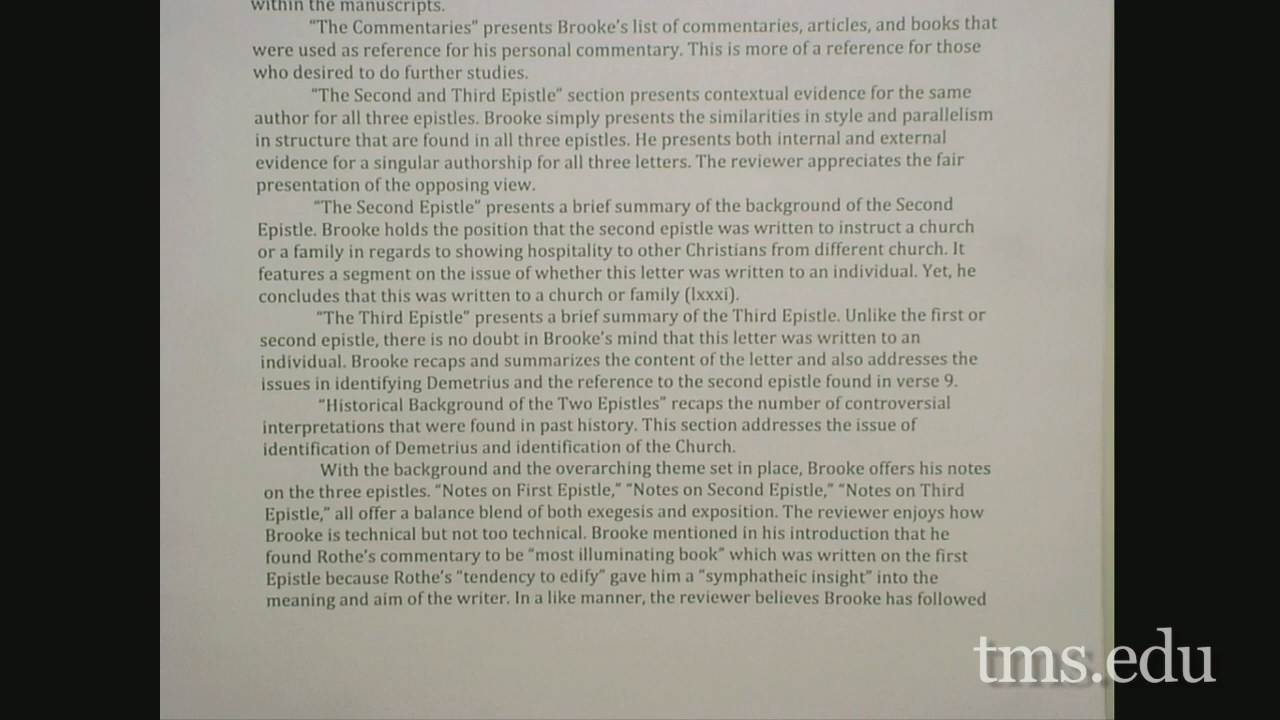 within the manuscripts.
“The Commentaries” presents Brooke’s list of commentaries, articles, and books that
were used as reference for his personal commentary. This is more of a reference for those
who desired to do further studies.
“The Second and Third Epistle” section presents contextual evidence for the same
author for all three epistles. Brooke simply presents the similarities in style and parallelism
in structure that are found in all three epistles. He presents both internal and external
evidence for a singular authorship for all three letters. The reviewer appreciates the fair
presentation of the opposing view.
“The Second Epistle” presents a brief summary of the background of the Second
Epistle. Brooke holds the position that the second epistle was written to instruct a church
or a family in regards to showing hospitality to other Christians from different church. It
features a segment on the issue of whether this letter was written to an individual. Yet, he
concludes that this was written to a church or family (lxxxi).
“The Third Epistle” presents a brief summary of the Third Epistle. Unlike the first or
second epistle, there is no doubt in Brooke’s mind that this letter was written to an
individual. Brooke recaps and summarizes the content of the letter and also addresses the
issues in identifying Demetrius and the reference to the second epistle found in verse 9.
“Historical Background of the Two Epistles” recaps the number of controversial
interpretations that were found in past history. This section addresses the issue of
identification of Demetrius and identification of the Church.
With the background and the overarching theme set in place, Brooke offers his notes
on the three epistles. “Notes on First Epistle,” “Notes on Second Epistle,” “Notes on Third
Epistle,” all offer a balance blend of both exegesis and exposition. The reviewer enjoys how
Brooke is technical but not too technical. Brooke mentioned in his introduction that he
found Rothe’s commentary to be “most illuminating book” which was written on the first
Epistle because Rothe’s “tendency to edify” gave him a “symphatheic insight” into the
meaning and aim of the writer. In a like manner, the reviewer believes Brooke has followed
tms.edu